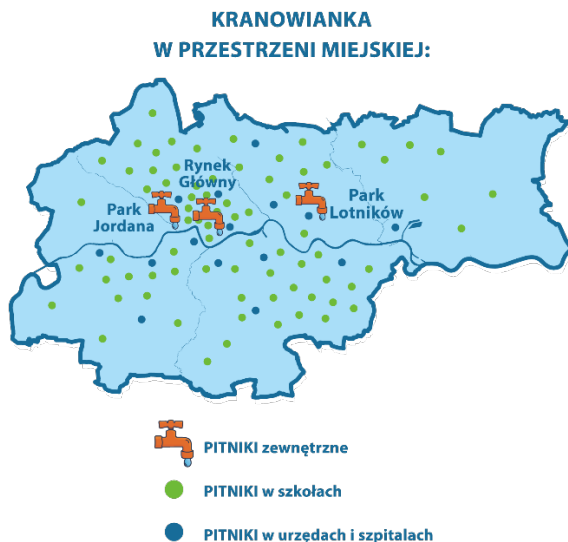 KRANOWIANKA
W PRZESTRZENI MIEJSKIEJ:
Rynek
Główny
Park
Jordana
Park
Lotników
PITNIKI zewnętrzne
PITNIKI w szkołach
PITNIKI w urzędach i szpitalach